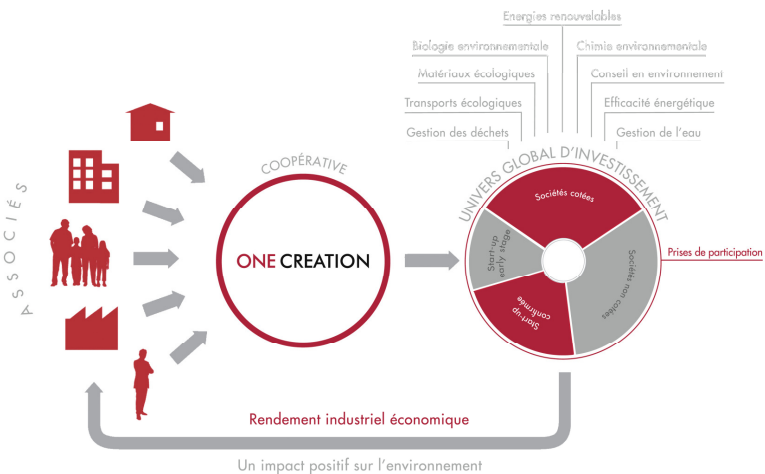 Energies renouvelables
Biologie environnementale
Chimie environnementale
Matériaux écologiques
Conseil en environnement
Transports écologiques
Efficacité énergétique
Gestion des déchets
Gestion de l'eau
ASSOCIÉS
COOPÉRATIVE
ONE CREATION
UNIVERS GLOBAL D'INVESTISSEMENT
Sociétés cotées
Start-up
early stage
Sociétés non cotées
Start-up
confirmée
Prises de participation
Rendement industriel économique
Un impact positif sur l'environnement